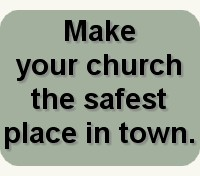 Make
your church
the safest
place in town.